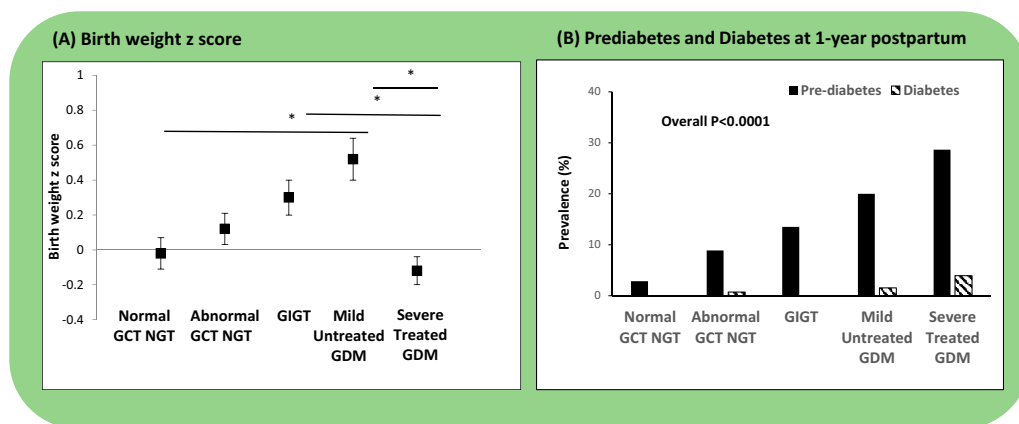 (A) Birth weight z score
Birth weight z score
1
0.8
0.6
0.4
0.2
0
-0.2
-0.4
*
*
*
Normal GCT NGT
Abnormal GCT NGT
GIGT
Mild Untreated GDM
Severe Treated GDM
(B) Prediabetes and Diabetes at 1-year postpartum
Pre-diabetes Diabetes
Overall P<0.0001
Prevalence (%)
40
30
20
10
0
Normal GCT NGT
Abnormal GCT NGT
GIGT
Mild Untreated GDM
Severe Treated GDM